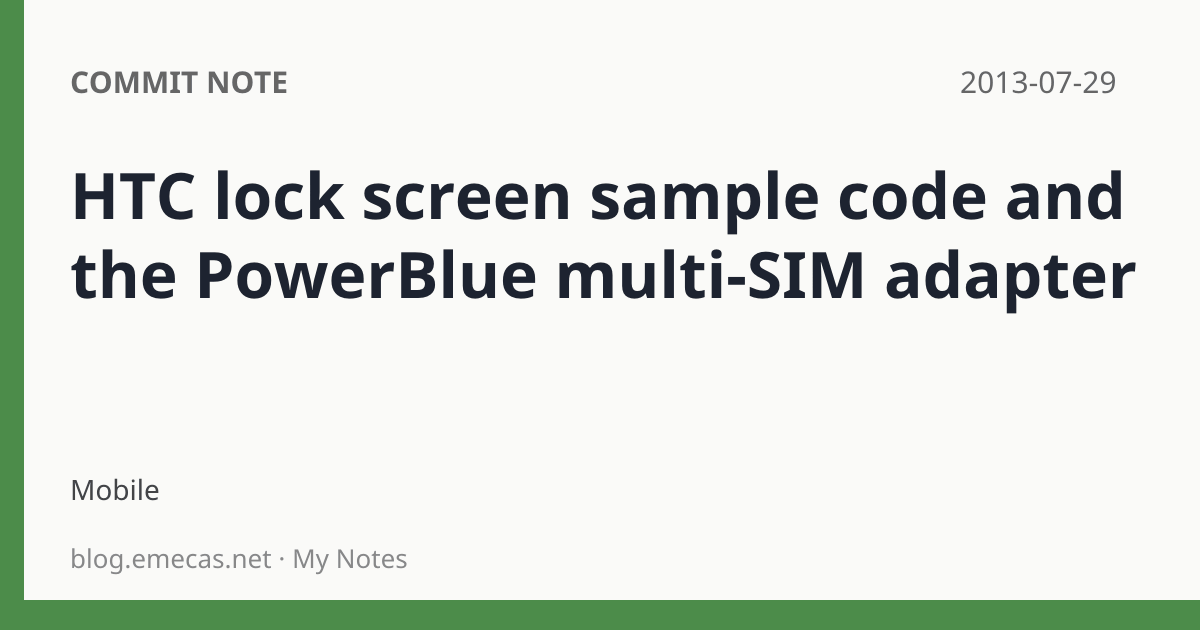 COMMIT NOTE
2013-07-29
HTC lock screen sample code and
the PowerBlue multi-SIM adapter
Mobile
blog.emecas.net · My Notes